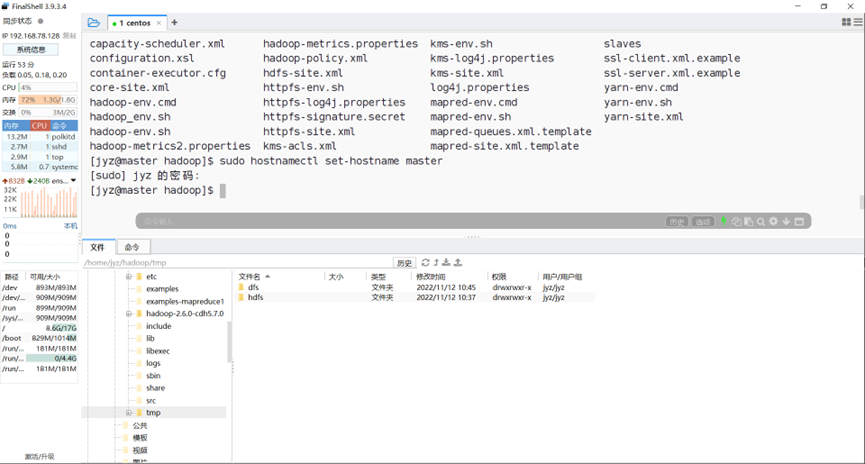 FinalShell 3.9.3.4
同步状态
1 centos
IP 192.168.78.128 复制
系统信息
运行 53 分
负载 0.05, 0.18, 0.20
CPU 4%
内存 72% 1.3G/1.8G
交换 0% 3M/2G
内存 CPU 命令
13.2M 1 polkitd
2.9M 1 sshd
2.9M 1 top
5.8M 0.7 systemc
832B 240B ens...
32K
22K
11K
0ms 本机
0
0
0
路径 可用/大小
/dev 893M/893M
/dev/... 909M/909M
/run 899M/909M
/sys/... 909M/909M
/ 8.6G/17G
/boot 829M/1014M
/run/... 181M/181M
/run/... 0/4.4G
/run/... 181M/181M
激活/升级
capacity-scheduler.xml hadoop-metrics.properties kms-env.sh slaves
configuration.xsl hadoop-policy.xml kms-log4j.properties ssl-client.xml.example
container-executor.cfg hdfs-site.xml kms-site.xml ssl-server.xml.example
core-site.xml httpfs-env.sh log4j.properties yarn-env.cmd
hadoop-env.cmd httpfs-log4j.properties mapred-env.cmd yarn-env.sh
hadoop_env.sh httpfs-signature.secret mapred-env.sh yarn-site.xml
hadoop-env.sh httpfs-site.xml mapred-queues.xml.template
hadoop-metrics2.properties kms-acls.xml mapred-site.xml.template
[jyz@master hadoop]$ sudo hostnamectl set-hostname master
[sudo] jyz 的密码:
[jyz@master hadoop]$
命令输入 历史 选项
文件 命令
/home/jyz/hadoop/tmp 历史
etc
examples
examples-mapreduce1
hadoop-2.6.0-cdh5.7.0
include
lib
libexec
logs
sbin
share
src
tmp
公共
模板
视频
图片
文件名 大小 类型 修改时间 权限 用户/用户组
dfs 文件夹 2022/11/12 10:45 drwxrwxr-x jyz/jyz
hdfs 文件夹 2022/11/12 10:37 drwxrwxr-x jyz/jyz